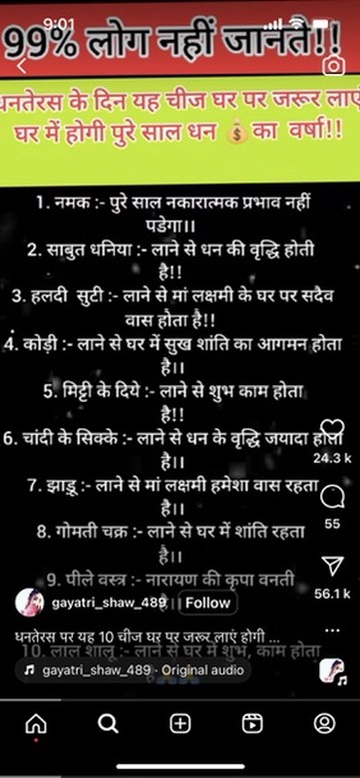 9:01
99% लोग नहीं जानते!!
धनतेरस के दिन यह चीज घर पर जरूर लाएं
घर में होगी पुरे साल धन 💰 का वर्षा!!
1. नमक :- पुरे साल नकारात्मक प्रभाव नहीं
पडेगा।।
2. साबुत धनिया :- लाने से धन की वृद्धि होती
है!!
3. हलदी सुटी :- लाने से मां लक्षमी के घर पर सदैव
वास होता है!!
4. कोड़ी :- लाने से घर में सुख शांति का आगमन होता
है।।
5. मिट्टी के दिये :- लाने से शुभ काम होता
है!!
6. चांदी के सिक्के :- लाने से धन के वृद्धि जयादा होता
है।।
24.3 k
7. झाड़ू :- लाने से मां लक्षमी हमेशा वास रहता
है।।
55
8. गोमती चक्र :- लाने से घर में शांति रहता
है।।
56.1 k
9. पीले वस्त्र :- नारायण की कृपा वनती
है।।
gayatri_shaw_489 Follow
धनतेरस पर यह 10 चीज घर पर जरूर लाएं होगी ...
10. लाल शालू :- लाने से घर में शुभ, काम होता
gayatri_shaw_489 - Original audio